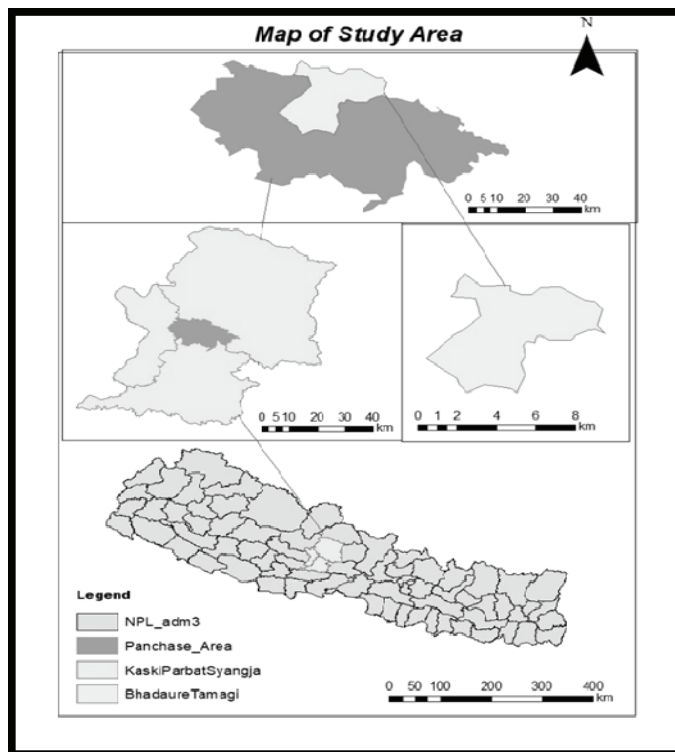 Map of Study Area
N
0 5 10 20 30 40
km
0 5 10 20 30 40
km
0 1 2 4 6 8
km
Legend
NPL_adm3
Panchase_Area
KaskiParbatSyangja
BhadaureTamagi
0 50 100 200 300 400
km